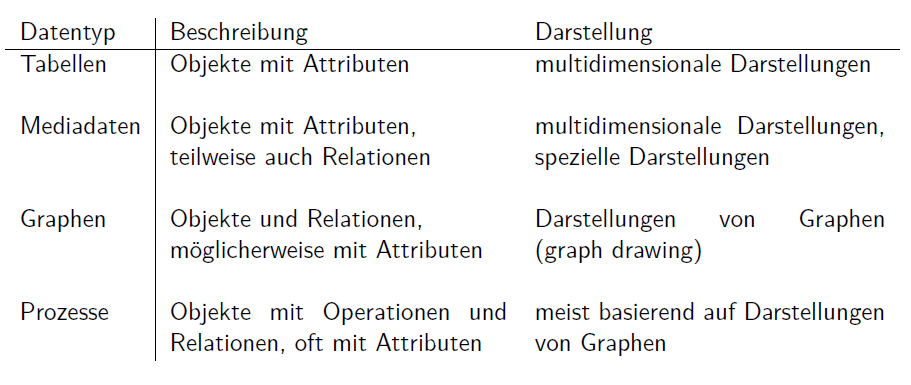 Datentyp Beschreibung Darstellung
Tabellen Objekte mit Attributen multidimensionale Darstellungen
Mediadaten Objekte mit Attributen, multidimensionale Darstellungen,
teilweise auch Relationen spezielle Darstellungen
Graphen Objekte und Relationen, Darstellungen von Graphen
möglicherweise mit Attributen (graph drawing)
Prozesse Objekte mit Operationen und meist basierend auf Darstellungen
Relationen, oft mit Attributen von Graphen